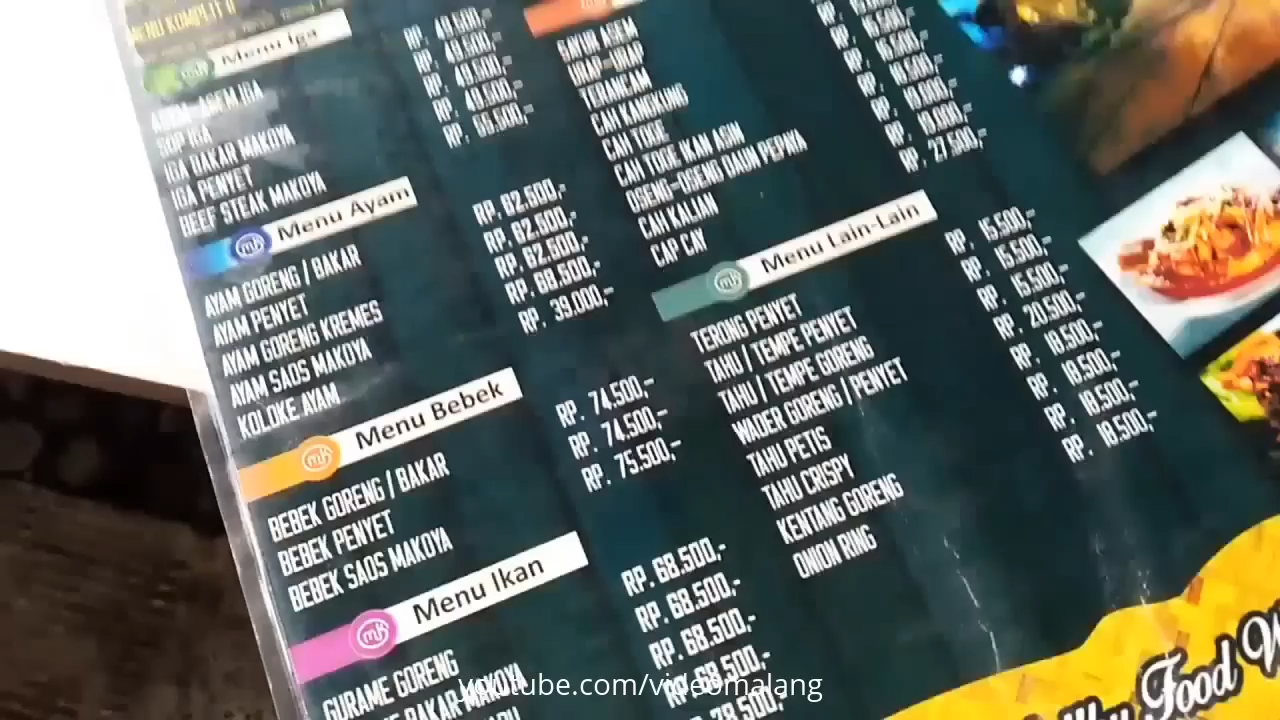 Menu Iga
SOP IGA
IGA BAKAR MAKOYA
IGA PENYET
BEEF STEAK MAKOYA
RP. 49.500,-
RP. 49.500,-
RP. 49.500,-
RP. 49.500,-
Menu Ayam
AYAM GORENG / BAKAR RP. 62.500,-
AYAM PENYET RP. 62.500,-
AYAM GORENG KREMES RP. 62.500,-
AYAM SAOS MAKOYA RP. 68.500,-
KOLOKE AYAM RP. 39.000,-
Menu Bebek
BEBEK GORENG / BAKAR RP. 74.500,-
BEBEK PENYET RP. 74.500,-
BEBEK SAOS MAKOYA RP. 75.500,-
Menu Ikan
GURAME GORENG RP. 68.500,-
BAKAR MAKOYA RP. 68.500,-
RP. 68.500,-
RP. 68.500,-
SAYUR ASEM
URAP-URAP
TERANCAM
CAH KANGKUNG
CAH TOGE
CAH TOGE IKAN ASIN
OSENG-OSENG DAUN PEPAYA
CAH KAILAN
CAP CAY RP. 27.500,-
Menu Lain-Lain
TERONG PENYET RP. 15.500,-
TAHU / TEMPE PENYET RP. 15.500,-
TAHU / TEMPE GORENG RP. 15.500,-
WADER GORENG / PENYET RP. 20.500,-
TAHU PETIS RP. 18.500,-
TAHU CRISPY RP. 18.500,-
KENTANG GORENG RP. 18.500,-
ONION RING RP. 18.500,-
Food
youtube.com/videomalang